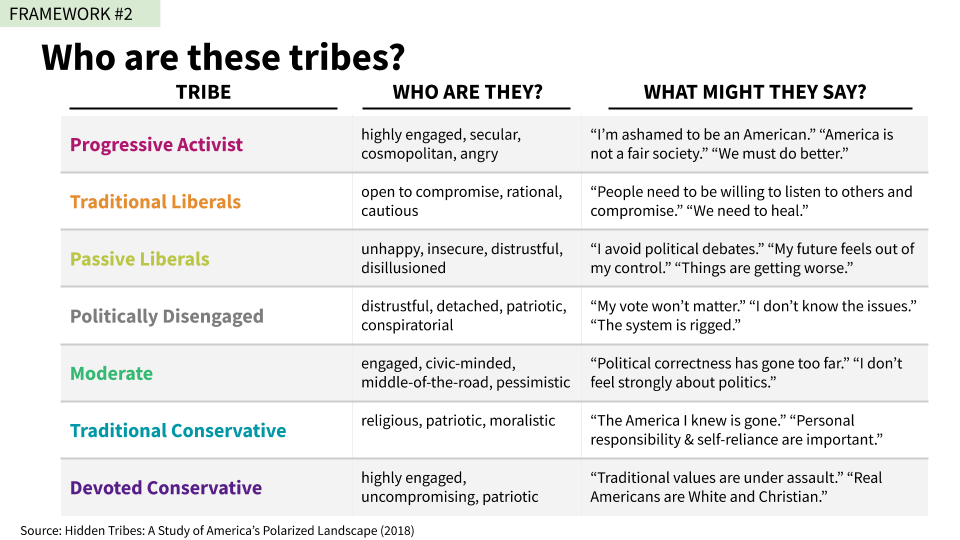 FRAMEWORK #2
Who are these tribes?
TRIBE
WHO ARE THEY?
WHAT MIGHT THEY SAY?
Progressive Activist
highly engaged, secular,
cosmopolitan, angry
“I’m ashamed to be an American.” “America is
not a fair society.” “We must do better.”
Traditional Liberals
open to compromise, rational,
cautious
“People need to be willing to listen to others and
compromise.” “We need to heal.”
Passive Liberals
unhappy, insecure, distrustful,
disillusioned
“I avoid political debates.” “My future feels out of
my control.” “Things are getting worse.”
Politically Disengaged
distrustful, detached, patriotic,
conspiratorial
“My vote won’t matter.” “I don’t know the issues.”
“The system is rigged.”
Moderate
engaged, civic-minded,
middle-of-the-road, pessimistic
“Political correctness has gone too far.” “I don’t
feel strongly about politics.”
Traditional Conservative
religious, patriotic, moralistic
“The America I knew is gone.” “Personal
responsibility & self-reliance are important.”
Devoted Conservative
highly engaged,
uncompromising, patriotic
“Traditional values are under assault.” “Real
Americans are White and Christian.”
Source: Hidden Tribes: A Study of America’s Polarized Landscape (2018)